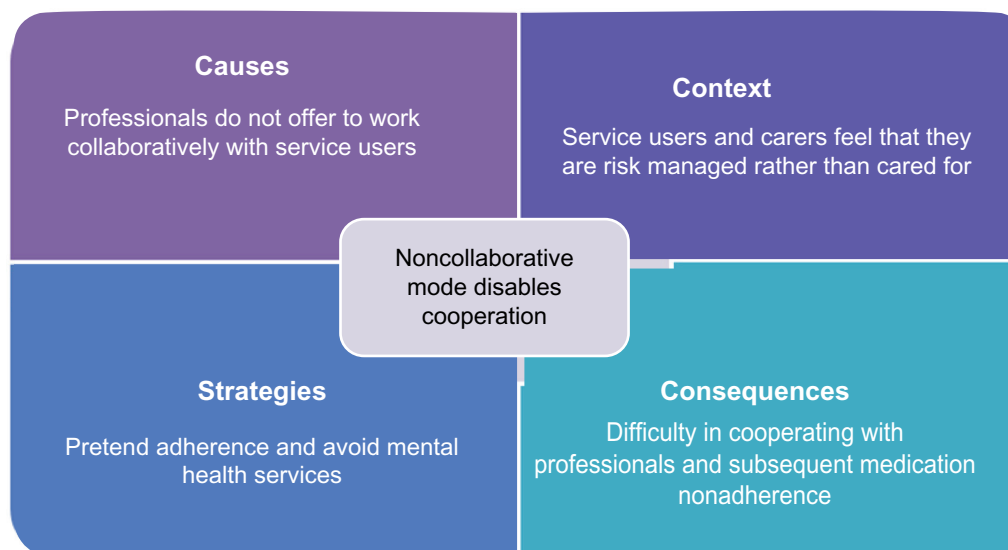 Causes
Professionals do not offer to work
collaboratively with service users
Context
Service users and carers feel that they
are risk managed rather than cared for
Noncollaborative
mode disables
cooperation
Strategies
Pretend adherence and avoid mental
health services
Consequences
Difficulty in cooperating with
professionals and subsequent medication
nonadherence